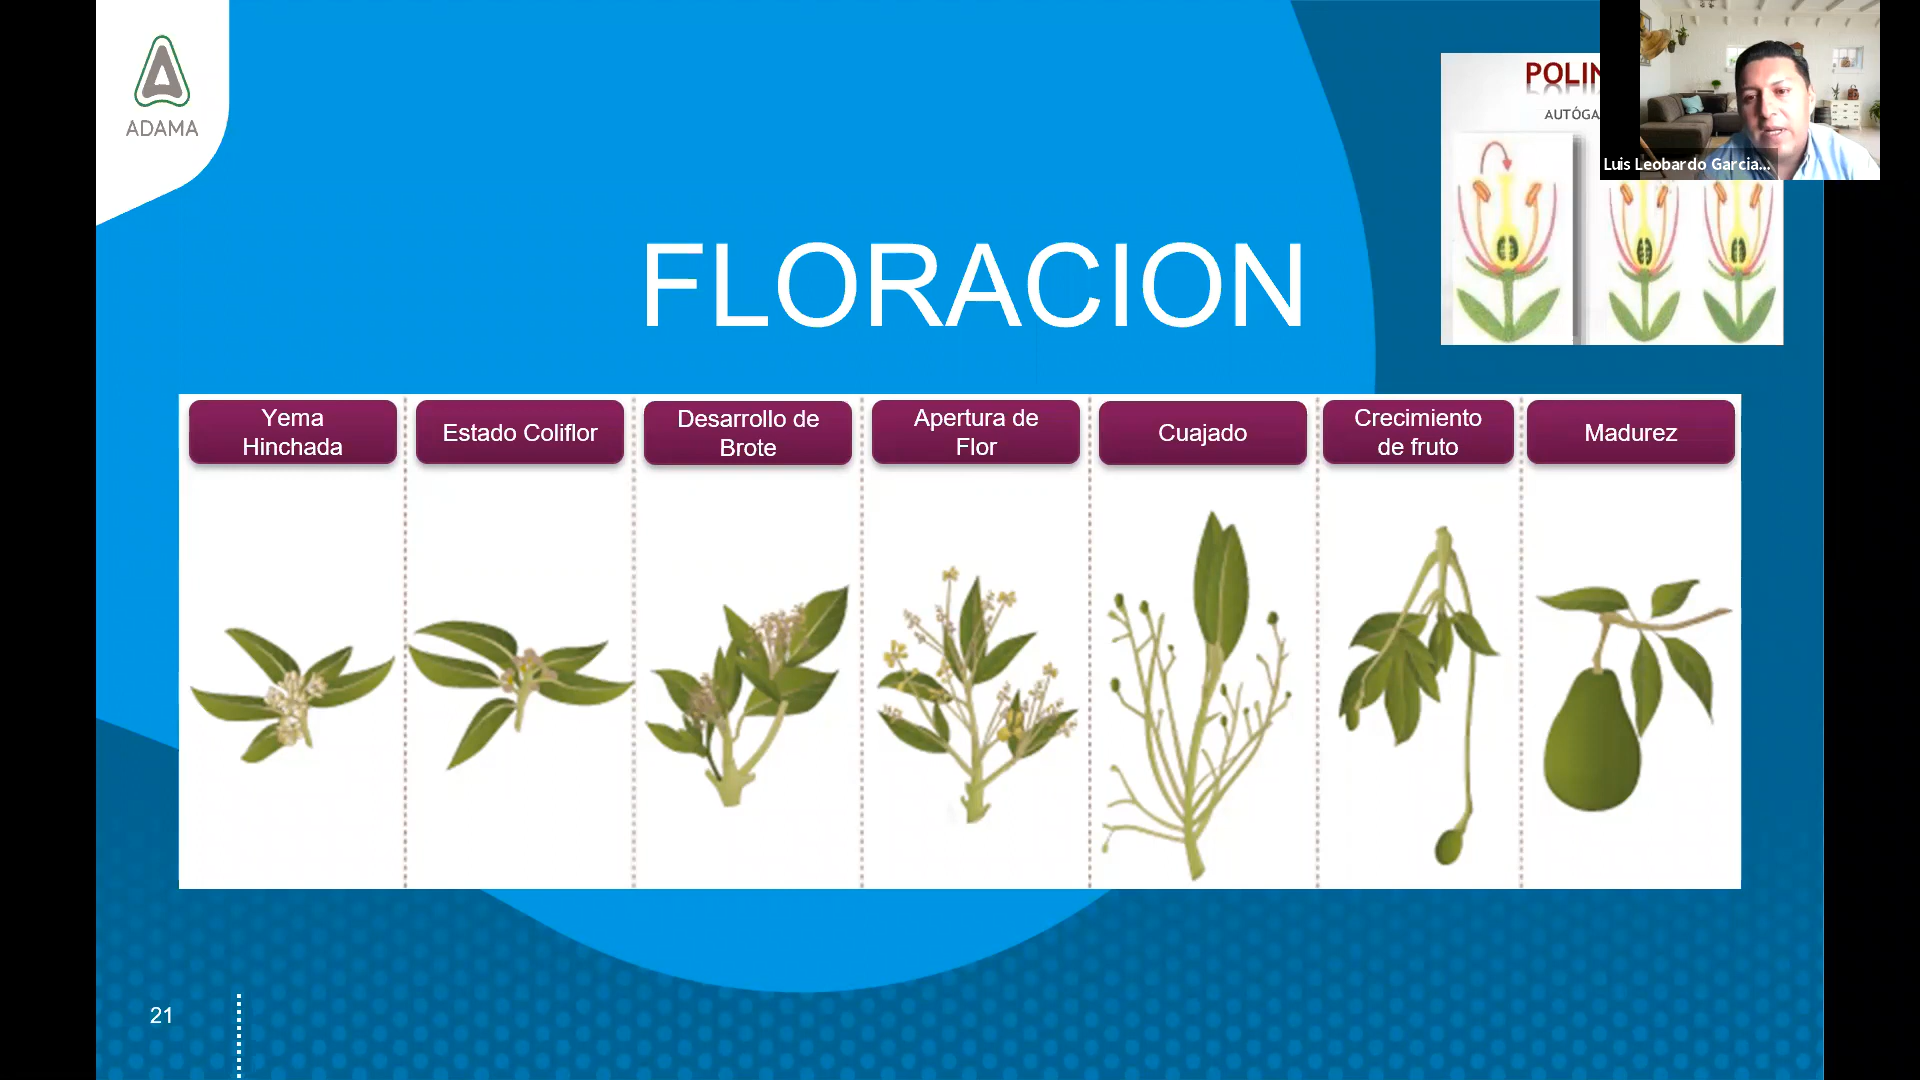 ADAMA
POLIN
AUTÓGA
Luis Leobardo Garcia...
FLORACION
Yema
Hinchada
Estado Coliflor
Desarrollo de
Brote
Apertura de
Flor
Cuajado
Crecimiento
de fruto
Madurez
21